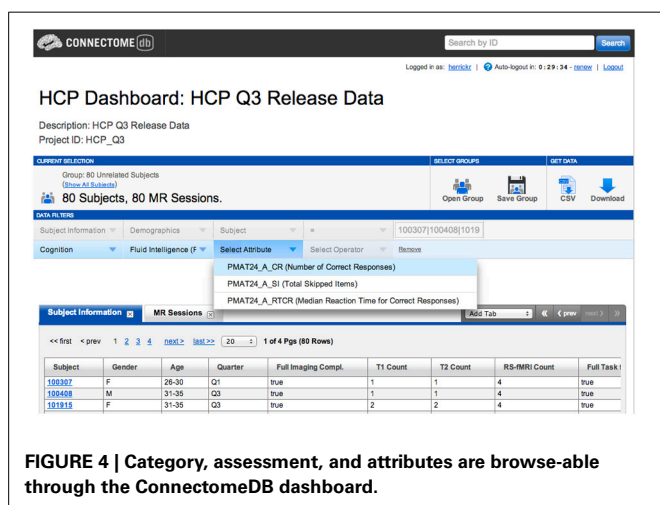 CONNECTOME db
Search by ID
Search
Logged in as: herrickr | Auto-logout in: 0:29:34 - renew | Logout
HCP Dashboard: HCP Q3 Release Data
Description: HCP Q3 Release Data
Project ID: HCP_Q3
CURRENT SELECTION SELECT GROUPS GET DATA
Group: 80 Unrelated Subjects
(Show All Subjects)
80 Subjects, 80 MR Sessions.
Open Group Save Group CSV Download
DATA FILTERS
Subject Information Demographics Subject = 100307|100408|1019
Cognition Fluid Intelligence (F Select Attribute Select Operator Remove
PMAT24_A_CR (Number of Correct Responses)
PMAT24_A_SI (Total Skipped Items)
PMAT24_A_RTCR (Median Reaction Time for Correct Responses)
Subject Information MR Sessions Add Tab prev next
<< first < prev 1 2 3 4 next > last >> 20 1 of 4 Pgs (80 Rows)
Subject Gender Age Quarter Full Imaging Compl. T1 Count T2 Count RS-fMRI Count Full Task
100307 F 26-30 Q1 true 1 1 4 true
100408 M 31-35 Q3 true 1 1 4 true
101915 F 31-35 Q3 true 2 2 4 true
FIGURE 4 | Category, assessment, and attributes are browse-able
through the ConnectomeDB dashboard.